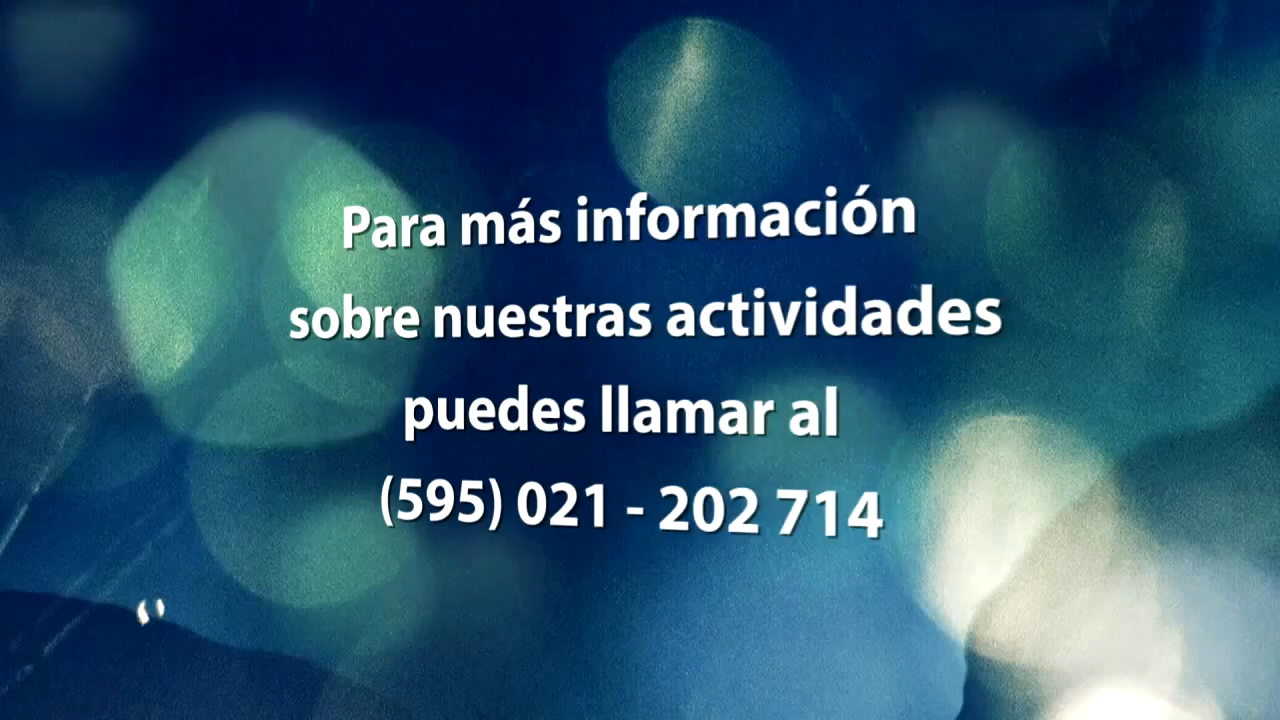 Para más información
sobre nuestras actividades
puedes llamar al
(595) 021 - 202 714